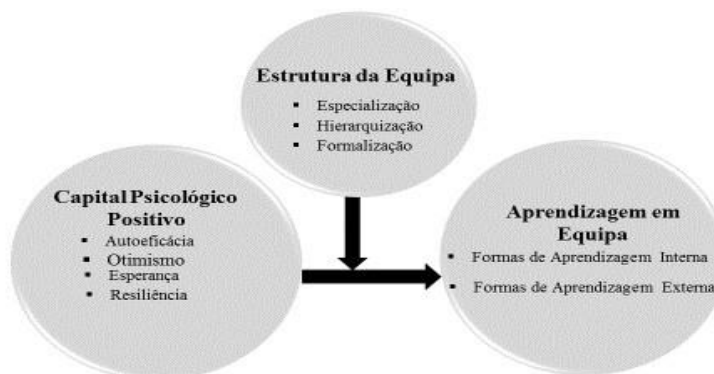 Estrutura da Equipa
▪ Especialização
▪ Hierarquização
▪ Formalização
Capital Psicológico
Positivo
▪ Autoeficácia
▪ Otimismo
▪ Esperança
▪ Resiliência
Aprendizagem em
Equipa
▪ Formas de Aprendizagem Interna
▪ Formas de Aprendizagem Externa